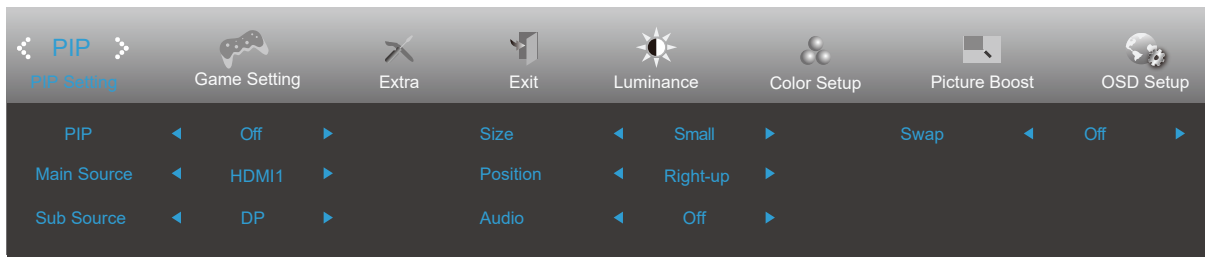 PIP
PIP Setting Game Setting Extra Exit Luminance Color Setup Picture Boost OSD Setup
PIP Off Size Small Swap Off
Main Source HDMI1 Position Right-up
Sub Source DP Audio Off